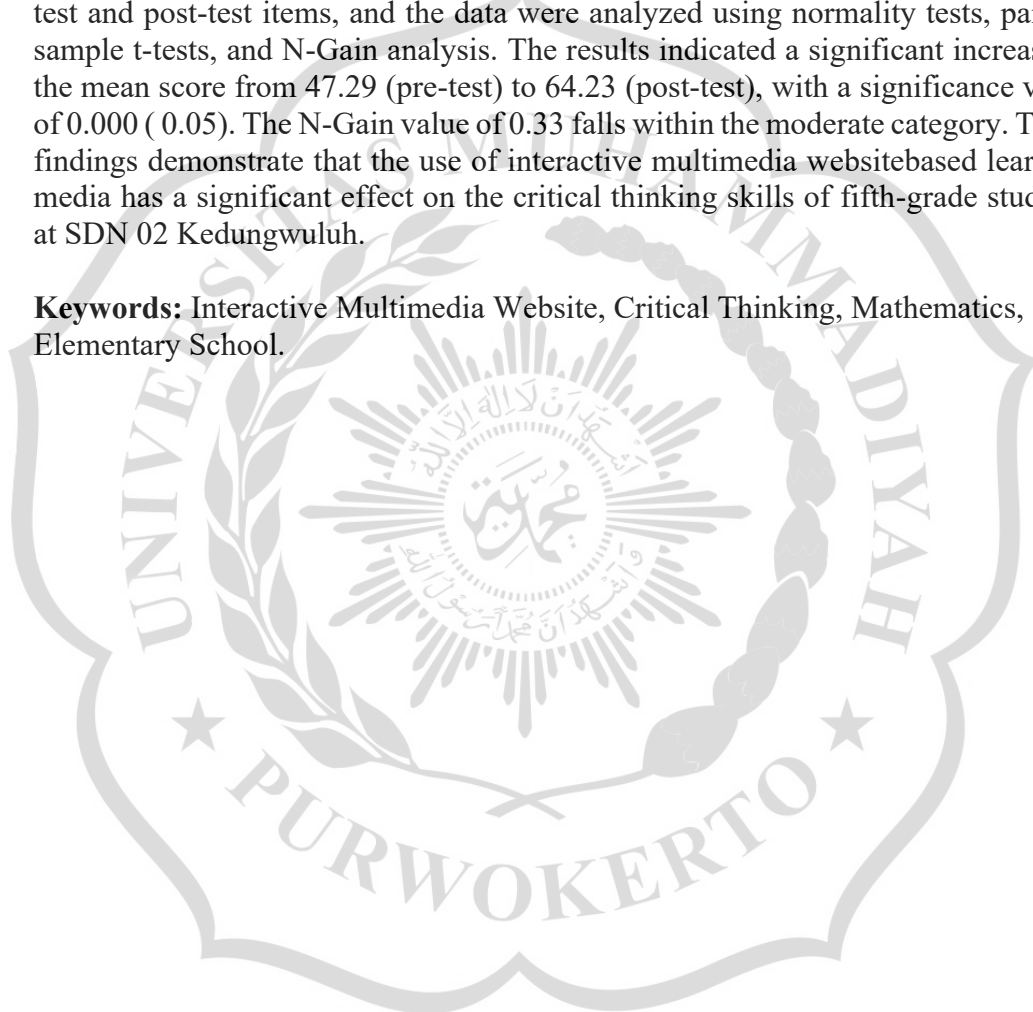 test and post-test items, and the data were analyzed using normality tests, pai
sample t-tests, and N-Gain analysis. The results indicated a significant increas
the mean score from 47.29 (pre-test) to 64.23 (post-test), with a significance v
of 0.000 ( 0.05). The N-Gain value of 0.33 falls within the moderate category. T
findings demonstrate that the use of interactive multimedia websitebased lear
media has a significant effect on the critical thinking skills of fifth-grade stud
at SDN 02 Kedungwuluh.
Keywords: Interactive Multimedia Website, Critical Thinking, Mathematics,
Elementary School.
UNIVERSITAS MUHAMMADIYAH
اَشْهَدُ اَنْ لَا اِلٰهَ اِلَّا اللهُ
محمدية
وَاَشْهَدُ اَنَّ مُحَمَّدًا رَسُوْلُ اللهِ
PURWOKERTO